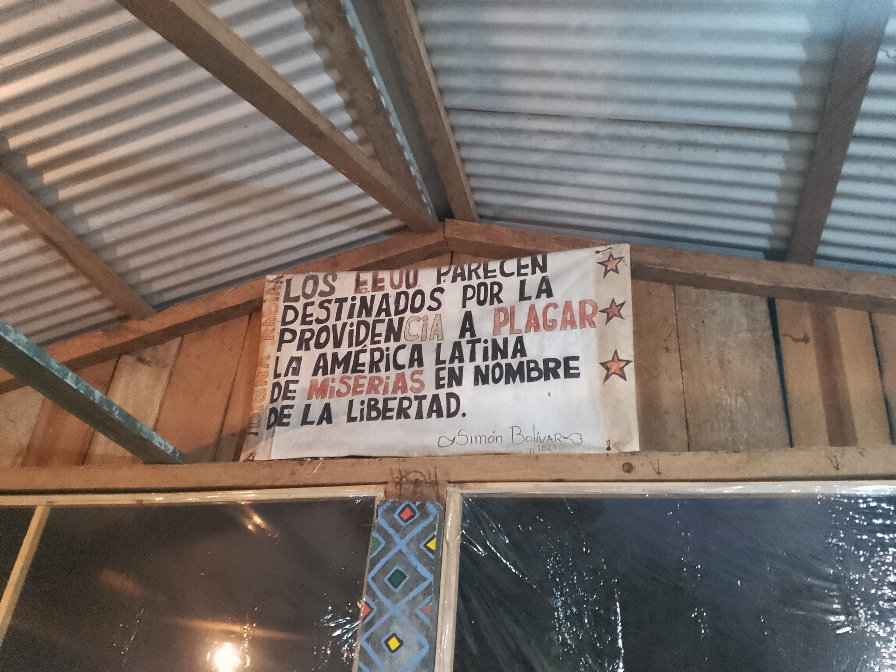 LOS EEUU PARECEN
DESTINADOS POR LA
PROVIDENCIA A PLAGAR
LA AMÉRICA LATINA
DE MISERIAS EN NOMBRE
DE LA LIBERTAD.
Simón Bolívar